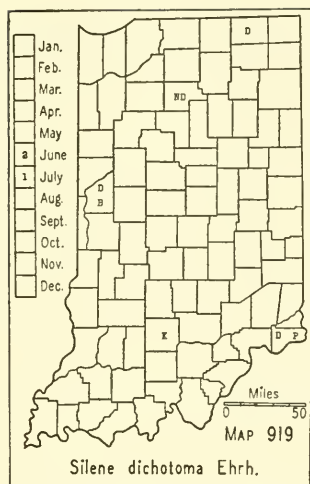 Jan.
Feb.
Mar.
Apr.
May
2 June
1 July
Aug.
Sept.
Oct.
Nov.
Dec.
D
ND
D
B
K
D P
Miles
0 50
MAP 919
Silene dichotoma Ehrh.